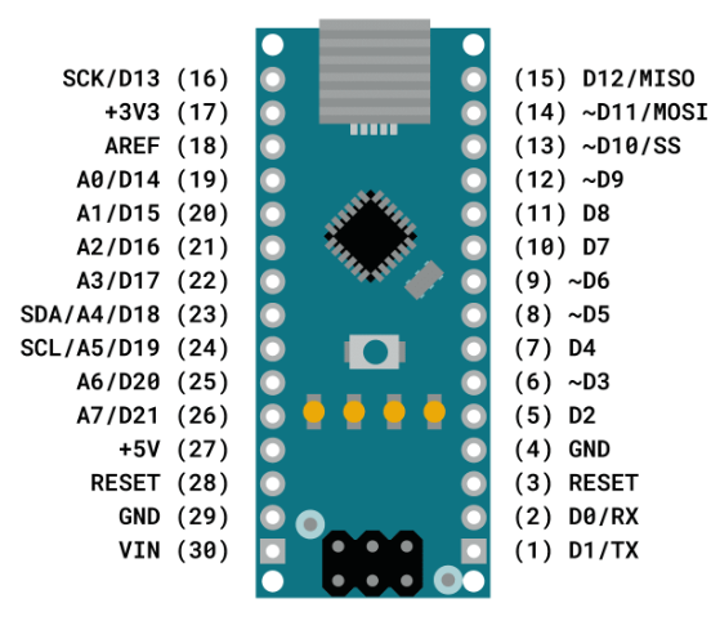 SCK/D13 (16)
+3V3 (17)
AREF (18)
A0/D14 (19)
A1/D15 (20)
A2/D16 (21)
A3/D17 (22)
SDA/A4/D18 (23)
SCL/A5/D19 (24)
A6/D20 (25)
A7/D21 (26)
+5V (27)
RESET (28)
GND (29)
VIN (30)
(15) D12/MISO
(14) ~D11/MOSI
(13) ~D10/SS
(12) ~D9
(11) D8
(10) D7
(9) ~D6
(8) ~D5
(7) D4
(6) ~D3
(5) D2
(4) GND
(3) RESET
(2) D0/RX
(1) D1/TX